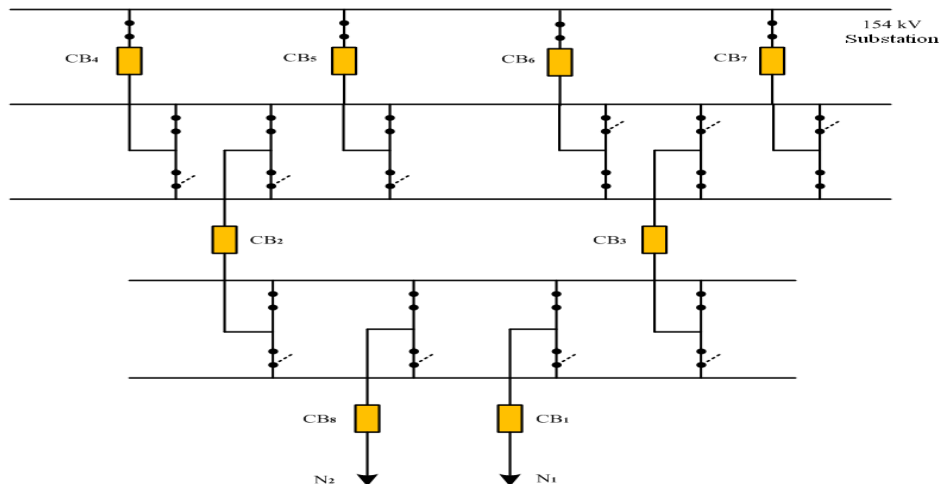 154 kV
Substation
CB₄
CB₅
CB₆
CB₇
CB₂
CB₃
CB₈
CB₁
N₂
N₁